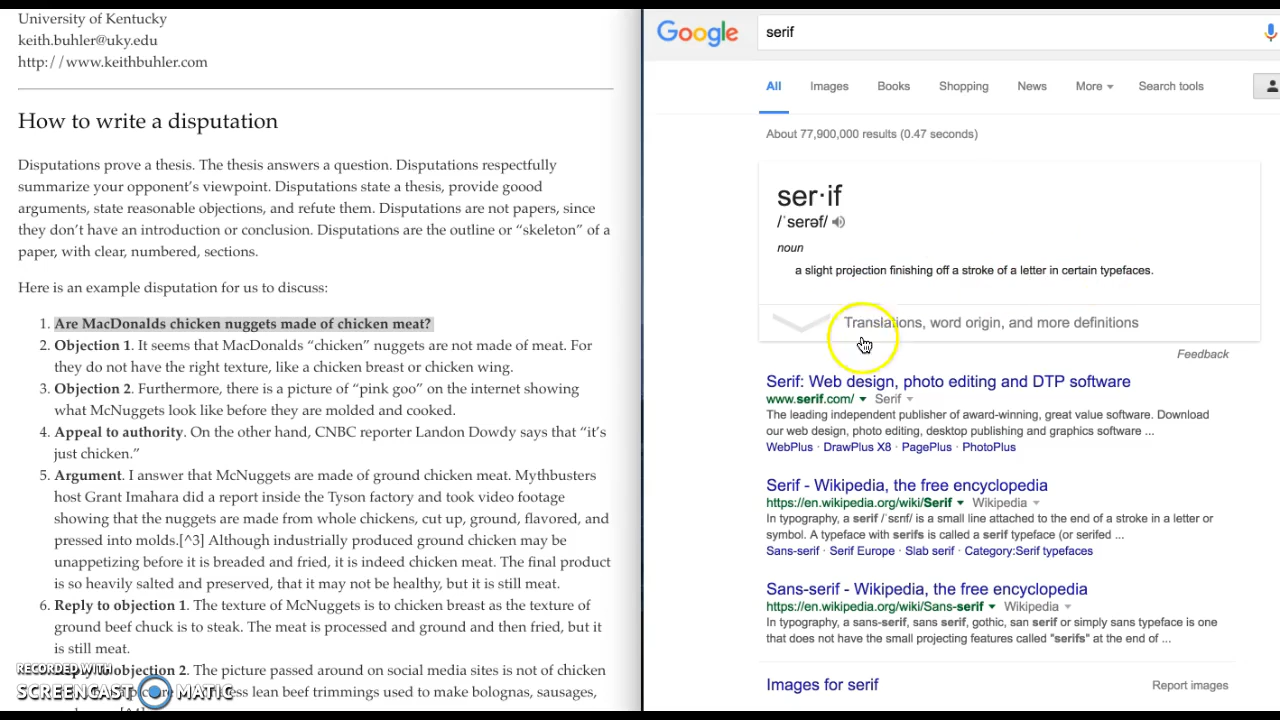 University of Kentucky
keith.buhler@uky.edu
http://www.keithbuhler.com
How to write a disputation
Disputations prove a thesis. The thesis answers a question. Disputations respectfully
summarize your opponent's viewpoint. Disputations state a thesis, provide goood
arguments, state reasonable objections, and refute them. Disputations are not papers, since
they don't have an introduction or conclusion. Disputations are the outline or “skeleton” of a
paper, with clear, numbered, sections.
Here is an example disputation for us to discuss:
1. Are MacDonalds chicken nuggets made of chicken meat?
2. Objection 1. It seems that MacDonalds “chicken” nuggets are not made of meat. For
they do not have the right texture, like a chicken breast or chicken wing.
3. Objection 2. Furthermore, there is a picture of “pink goo” on the internet showing
what McNuggets look like before they are molded and cooked.
4. Appeal to authority. On the other hand, CNBC reporter Landon Dowdy says that “it's
just chicken.”
5. Argument. I answer that McNuggets are made of ground chicken meat. Mythbusters
host Grant Imahara did a report inside the Tyson factory and took video footage
showing that the nuggets are made from whole chickens, cut up, ground, flavored, and
pressed into molds.[^3] Although industrially produced ground chicken may be
unappetizing before it is breaded and fried, it is indeed chicken meat. The final product
is so heavily salted and preserved, that it may not be healthy, but it is still meat.
6. Reply to objection 1. The texture of McNuggets is to chicken breast as the texture of
ground beef chuck is to steak. The meat is processed and ground and then fried, but it
is still meat.
objection 2. The picture passed around on social media sites is not of chicken
less lean beef trimmings used to make bolognas, sausages,
RECORDED WITH
SCREENCAST MATIC
Google
serif
All Images Books Shopping News More Search tools
About 77,900,000 results (0.47 seconds)
ser·if
/ˈserəf/
noun
a slight projection finishing off a stroke of a letter in certain typefaces.
Translations, word origin, and more definitions
Feedback
Serif: Web design, photo editing and DTP software
www.serif.com/ Serif
The leading independent publisher of award-winning, great value software. Download
our web design, photo editing, desktop publishing and graphics software ...
WebPlus · DrawPlus X8 · PagePlus · PhotoPlus
Serif - Wikipedia, the free encyclopedia
https://en.wikipedia.org/wiki/Serif Wikipedia
In typography, a serif /ˈsɛrɪf/ is a small line attached to the end of a stroke in a letter or
symbol. A typeface with serifs is called a serif typeface (or serifed ...
Sans-serif · Serif Europe · Slab serif · Category:Serif typefaces
Sans-serif - Wikipedia, the free encyclopedia
https://en.wikipedia.org/wiki/Sans-serif Wikipedia
In typography, a sans-serif, sans serif, gothic, san serif or simply sans typeface is one
that does not have the small projecting features called "serifs" at the end of ...
Images for serif
Report images